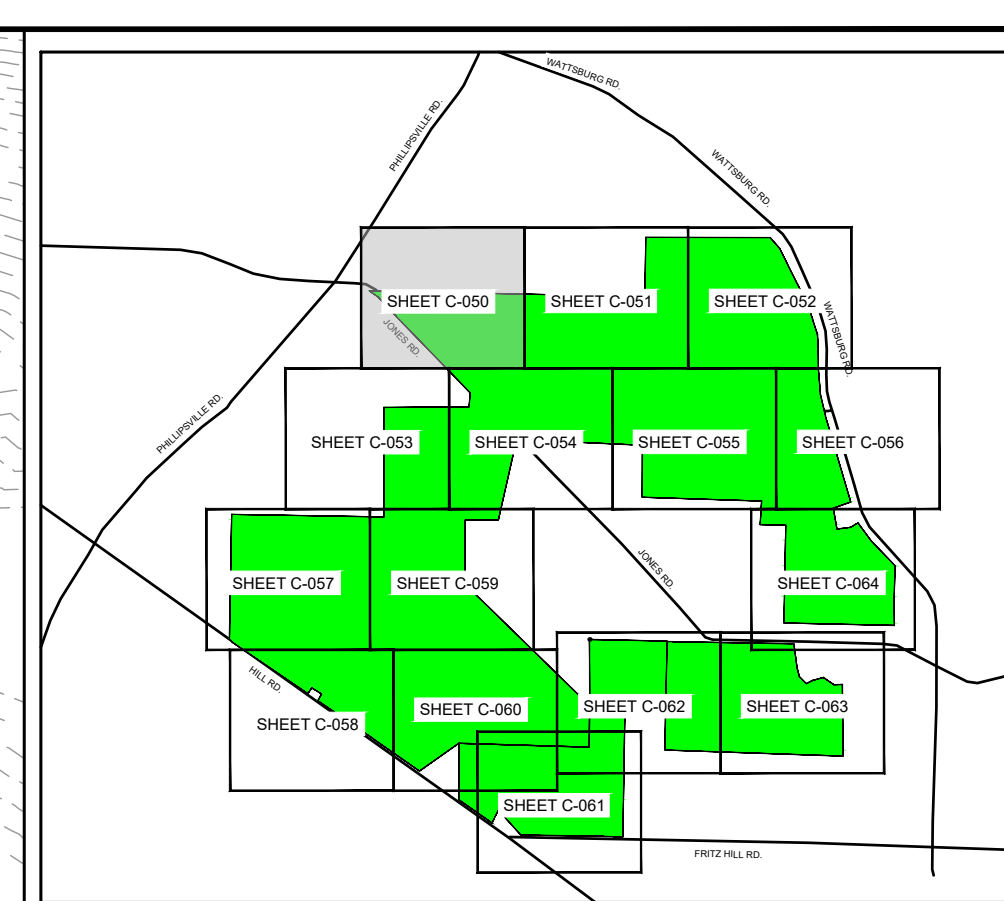 WATTSBURG RD.
PHILLIPSVILLE RD.
WATTSBURG RD.
SHEET C-050
SHEET C-051
SHEET C-052
JONES RD.
WATTSBURG RD.
PHILLIPSVILLE RD.
SHEET C-053
SHEET C-054
SHEET C-055
SHEET C-056
JONES RD
SHEET C-057
SHEET C-059
SHEET C-064
HILL RD.
SHEET C-058
SHEET C-060
SHEET C-062
SHEET C-063
SHEET C-061
FRITZ HILL RD.